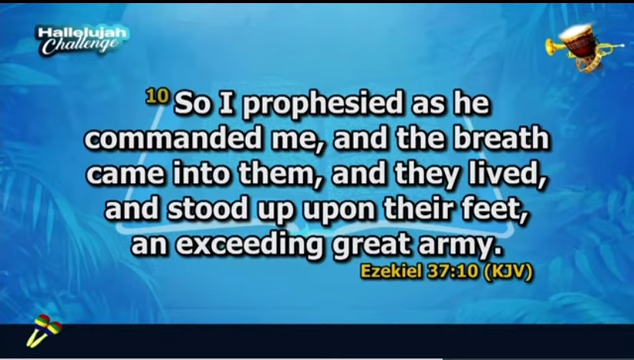 Hallelujah
Challenge
10 So I prophesied as he
commanded me, and the breath
came into them, and they lived,
and stood up upon their feet,
an exceeding great army.
Ezekiel 37:10 (KJV)